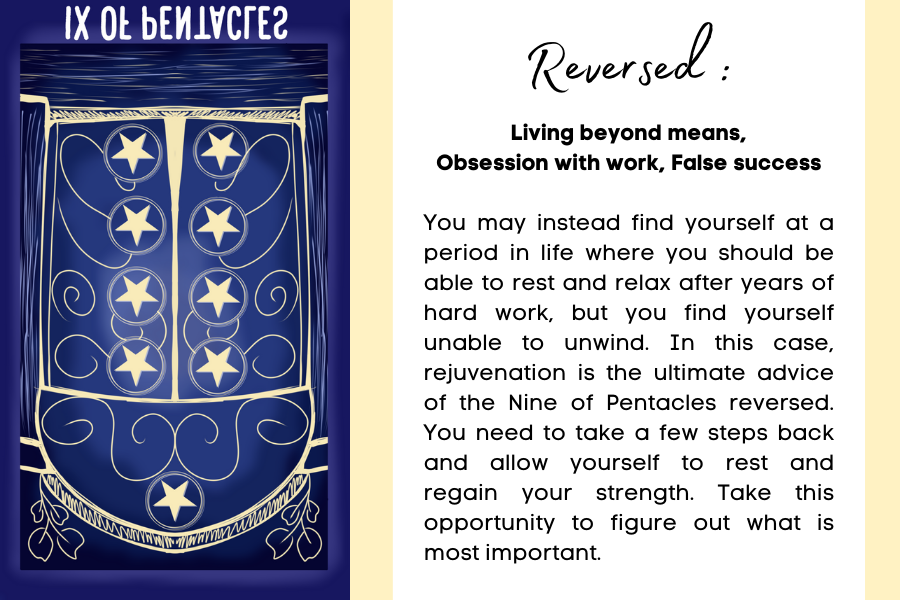 IX OF PENTACLES
Reversed :
Living beyond means,
Obsession with work, False success
You may instead find yourself at a
period in life where you should be
able to rest and relax after years of
hard work, but you find yourself
unable to unwind. In this case,
rejuvenation is the ultimate advice
of the Nine of Pentacles reversed.
You need to take a few steps back
and allow yourself to rest and
regain your strength. Take this
opportunity to figure out what is
most important.